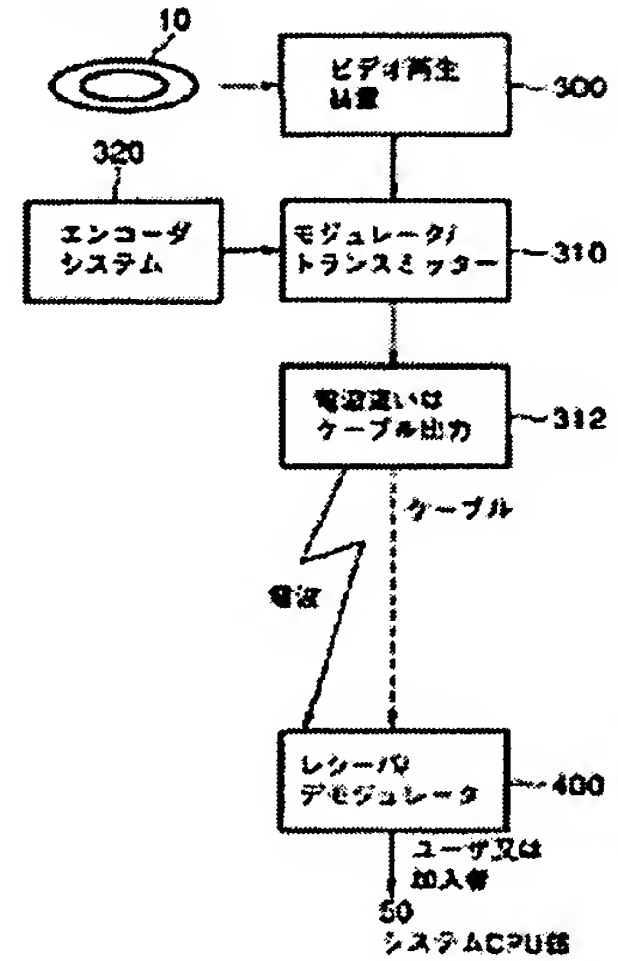 10
ビデオ再生
装置
300
320
エンコーダ
システム
モジュレータ/
トランスミッター
310
電波違いは
ケーブル出力
312
ケーブル
電波
レシーバ/
デモジュレータ
400
ユーザ又は
加入者
50
システムCPU部